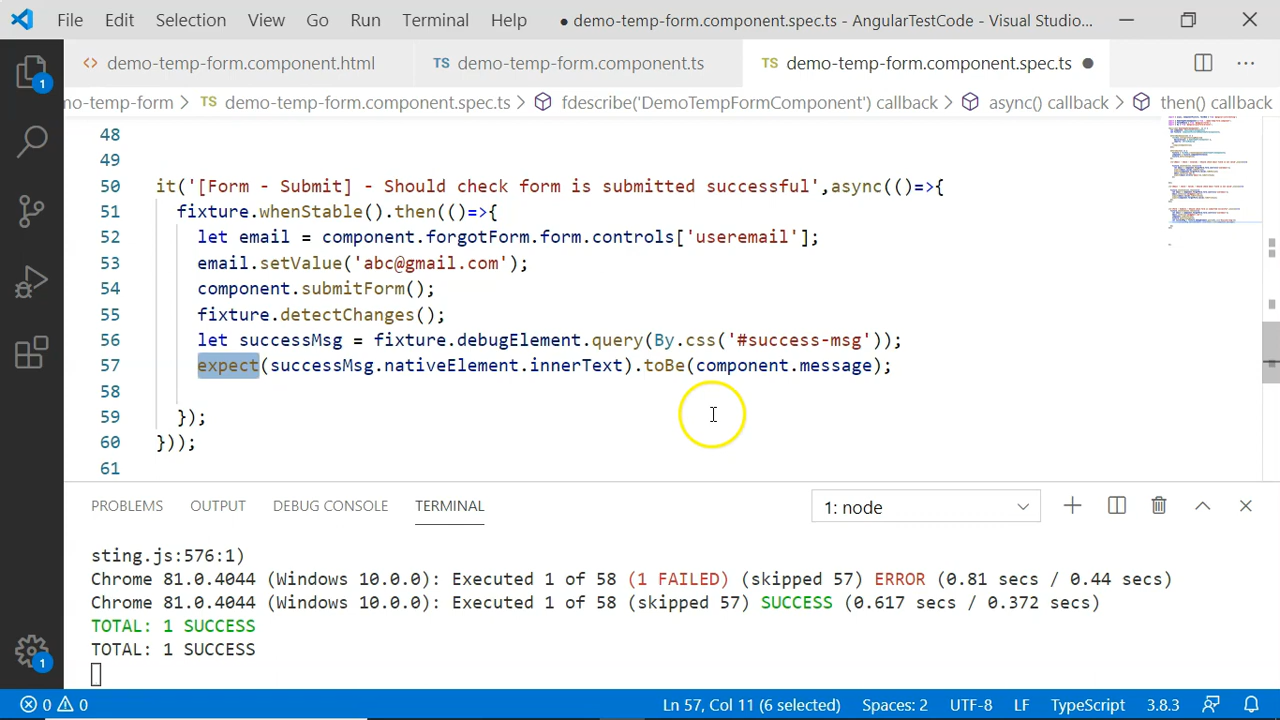 File Edit Selection View Go Run Terminal Help ● demo-temp-form.component.spec.ts - AngularTestCode - Visual Studio...
<> demo-temp-form.component.html TS demo-temp-form.component.ts TS demo-temp-form.component.spec.ts ●
mo-temp-form > TS demo-temp-form.component.spec.ts > fdescribe('DemoTempFormComponent') callback > async() callback > then() callback
48
49
50 it('[Form - Submit] - Should check form is submitted successful',async(()=>{
51 fixture.whenStable().then(()=>{
52 let email = component.forgotForm.form.controls['useremail'];
53 email.setValue('abc@gmail.com');
54 component.submitForm();
55 fixture.detectChanges();
56 let successMsg = fixture.debugElement.query(By.css('#success-msg'));
57 expect(successMsg.nativeElement.innerText).toBe(component.message);
58
59 });
60 }));
61
PROBLEMS OUTPUT DEBUG CONSOLE TERMINAL 1: node
sting.js:576:1)
Chrome 81.0.4044 (Windows 10.0.0): Executed 1 of 58 (1 FAILED) (skipped 57) ERROR (0.81 secs / 0.44 secs)
Chrome 81.0.4044 (Windows 10.0.0): Executed 1 of 58 (skipped 57) SUCCESS (0.617 secs / 0.372 secs)
TOTAL: 1 SUCCESS
TOTAL: 1 SUCCESS
1
1
0 0 Ln 57, Col 11 (6 selected) Spaces: 2 UTF-8 LF TypeScript 3.8.3